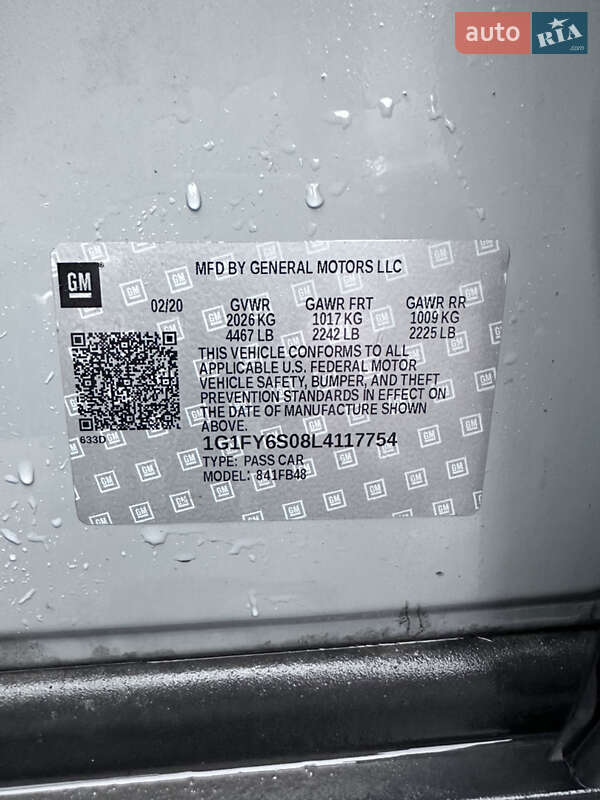 auto RIA.com
GM
MFD BY GENERAL MOTORS LLC
02/20 GVWR GAWR FRT GAWR RR
2026 KG 1017 KG 1009 KG
4467 LB 2242 LB 2225 LB
THIS VEHICLE CONFORMS TO ALL
APPLICABLE U.S. FEDERAL MOTOR
VEHICLE SAFETY, BUMPER, AND THEFT
PREVENTION STANDARDS IN EFFECT ON
THE DATE OF MANUFACTURE SHOWN
ABOVE.
633D
1G1FY6S08L4117754
TYPE: PASS CAR
MODEL: 841FB48